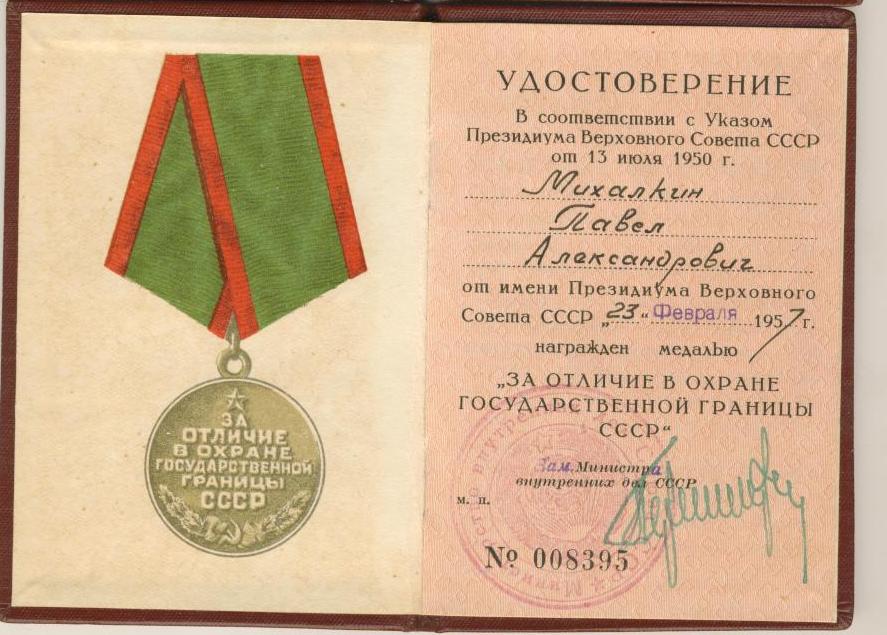 ЗА
ОТЛИЧИЕ
В ОХРАНЕ
ГОСУДАРСТВЕННОЙ
ГРАНИЦЫ
СССР
УДОСТОВЕРЕНИЕ
В соответствии с Указом
Президиума Верховного Совета СССР
от 13 июля 1950 г.
Михалкин
Павел
Александрович
от имени Президиума Верховного
Совета СССР „23“ Февраля 1957 г.
награжден медалью
„ЗА ОТЛИЧИЕ В ОХРАНЕ
ГОСУДАРСТВЕННОЙ ГРАНИЦЫ
СССР“
Зам. Министра
внутренних дел СССР
м. п.
№ 008395